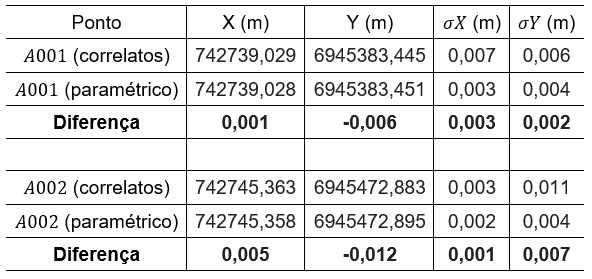 Ponto X (m) Y (m) σX (m) σY (m)
A001 (correlatos) 742739,029 6945383,445 0,007 0,006
A001 (paramétrico) 742739,028 6945383,451 0,003 0,004
Diferença 0,001 -0,006 0,003 0,002
A002 (correlatos) 742745,363 6945472,883 0,003 0,011
A002 (paramétrico) 742745,358 6945472,895 0,002 0,004
Diferença 0,005 -0,012 0,001 0,007